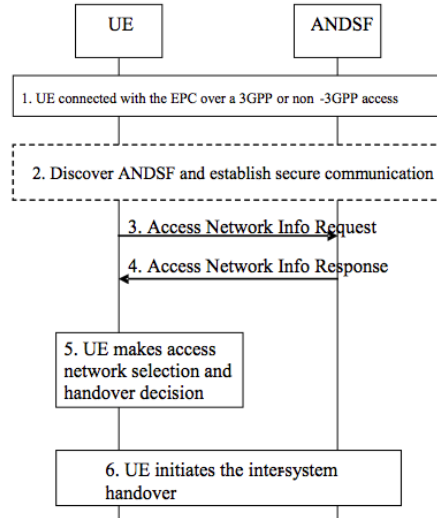 UE
ANDSF
1. UE connected with the EPC over a 3GPP or non -3GPP access
2. Discover ANDSF and establish secure communication
3. Access Network Info Request
4. Access Network Info Response
5. UE makes access
network selection and
handover decision
6. UE initiates the inter-system
handover